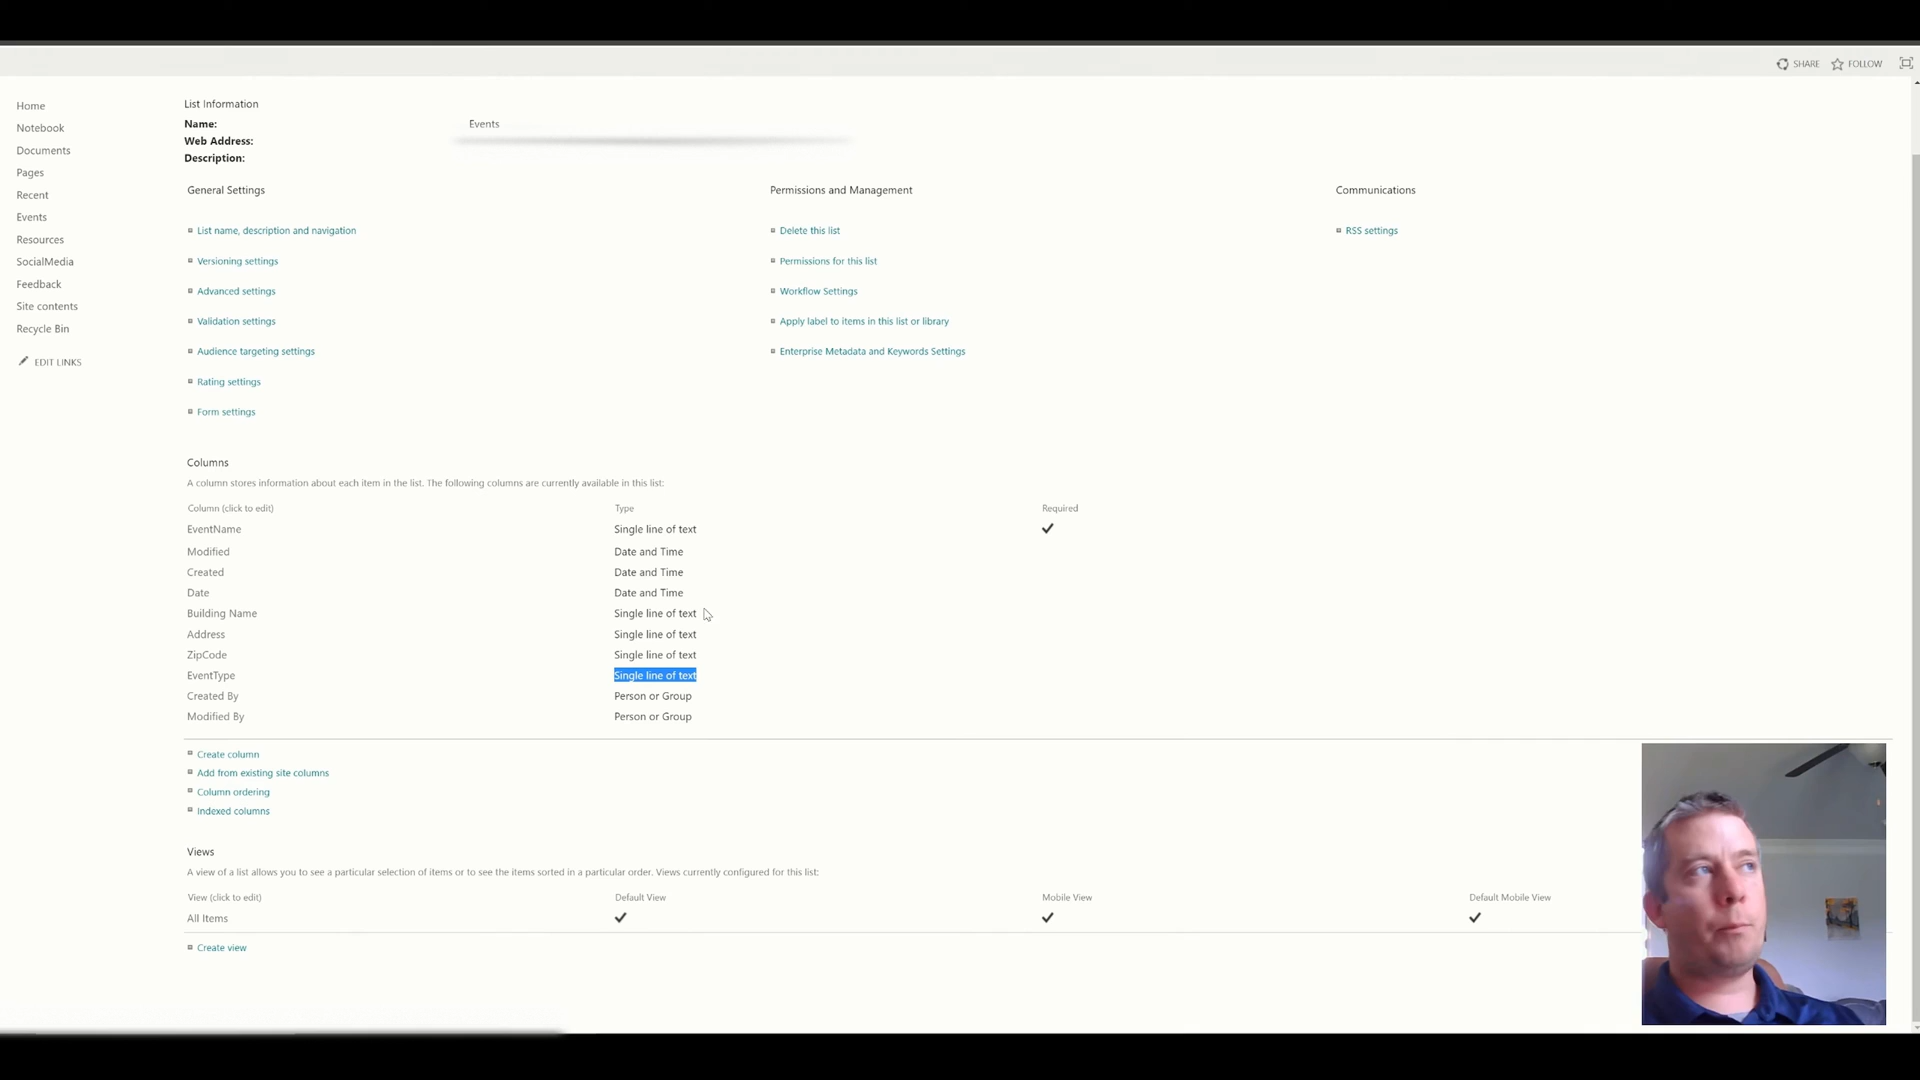 SHARE FOLLOW
Home
Notebook
Documents
Pages
Recent
Events
Resources
SocialMedia
Feedback
Site contents
Recycle Bin
EDIT LINKS
List Information
Name: Events
Web Address:
Description:
General Settings
List name, description and navigation
Versioning settings
Advanced settings
Validation settings
Audience targeting settings
Rating settings
Form settings
Permissions and Management
Delete this list
Permissions for this list
Workflow Settings
Apply label to items in this list or library
Enterprise Metadata and Keywords Settings
Communications
RSS settings
Columns
A column stores information about each item in the list. The following columns are currently available in this list:
Column (click to edit) Type Required
EventName Single line of text
Modified Date and Time
Created Date and Time
Date Date and Time
Building Name Single line of text
Address Single line of text
ZipCode Single line of text
EventType Single line of text
Created By Person or Group
Modified By Person or Group
Create column
Add from existing site columns
Column ordering
Indexed columns
Views
A view of a list allows you to see a particular selection of items or to see the items sorted in a particular order. Views currently configured for this list:
View (click to edit) Default View Mobile View Default Mobile View
All Items
Create view